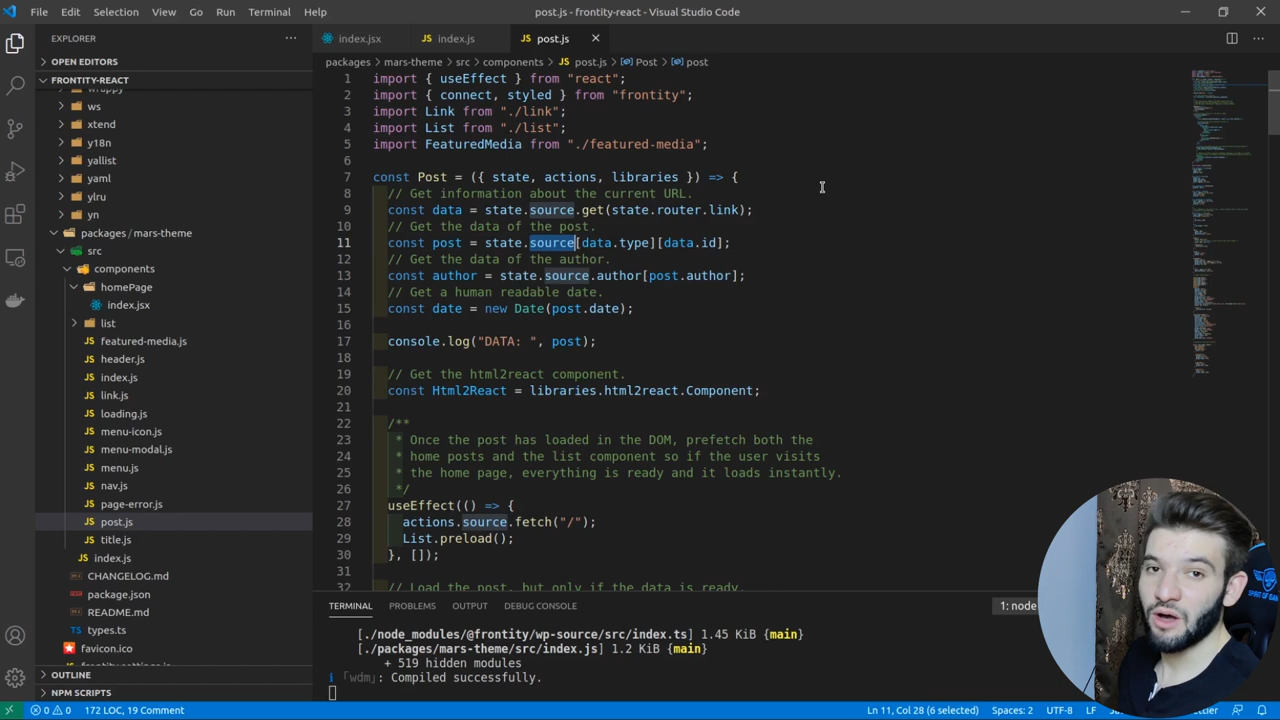 File Edit Selection View Go Run Terminal Help
post.js - frontity-react - Visual Studio Code
EXPLORER
index.jsx
index.js
post.js
OPEN EDITORS
FRONTITY-REACT
ws
xtend
y18n
yallist
yaml
ylru
yn
packages / mars-theme
src
components
homePage
index.jsx
list
featured-media.js
header.js
index.js
link.js
loading.js
menu-icon.js
menu-modal.js
menu.js
nav.js
page-error.js
post.js
title.js
index.js
CHANGELOG.md
package.json
README.md
types.ts
favicon.ico
OUTLINE
NPM SCRIPTS
packages > mars-theme > src > components > post.js > Post > post
1 import { useEffect } from "react";
2 import { connect, styled } from "frontity";
3 import Link from "./link";
4 import List from "./list";
5 import FeaturedMedia from "./featured-media";
6
7 const Post = ({ state, actions, libraries }) => {
8 // Get information about the current URL.
9 const data = state.source.get(state.router.link);
10 // Get the data of the post.
11 const post = state.source[data.type][data.id];
12 // Get the data of the author.
13 const author = state.source.author[post.author];
14 // Get a human readable date.
15 const date = new Date(post.date);
16
17 console.log("DATA: ", post);
18
19 // Get the html2react component.
20 const Html2React = libraries.html2react.Component;
21
22 /**
23 * Once the post has loaded in the DOM, prefetch both the
24 * home posts and the list component so if the user visits
25 * the home page, everything is ready and it loads instantly.
26 */
27 useEffect(() => {
28 actions.source.fetch("/");
29 List.preload();
30 }, []);
31
32 // Load the post, but only if the data is ready.
TERMINAL PROBLEMS OUTPUT DEBUG CONSOLE
1: node
[./node_modules/@frontity/wp-source/src/index.ts] 1.45 KiB {main}
[./packages/mars-theme/src/index.js] 1.2 KiB {main}
+ 519 hidden modules
ℹ ｢wdm｣: Compiled successfully.
0 0 172 LOC, 19 Comment
Ln 11, Col 28 (6 selected) Spaces: 2 UTF-8 LF